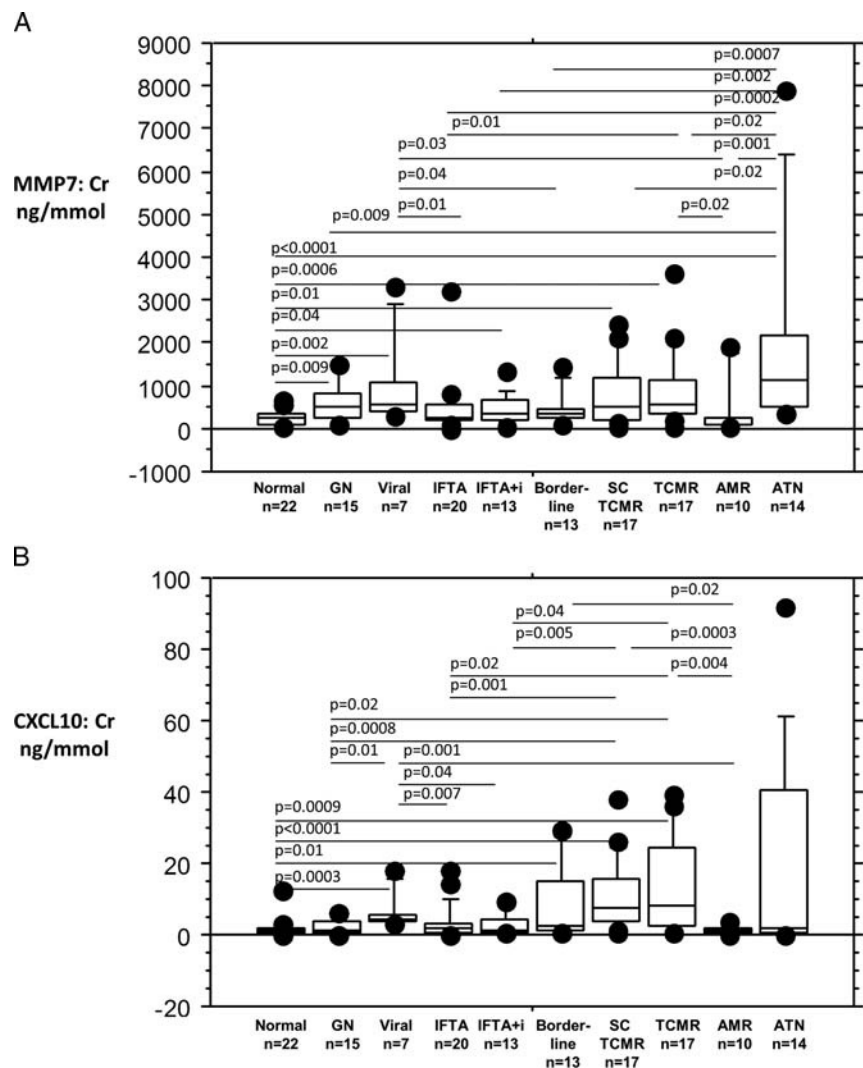 A
9000
p=0.0007
8000
p=0.002
p=0.0002
7000
p=0.01
p=0.02
p=0.03
p=0.001
6000
MMP7: Cr
ng/mmol
p=0.04
p=0.02
5000
p=0.009
p=0.01
p=0.02
4000
p<0.0001
p=0.0006
3000
p=0.01
p=0.04
2000
p=0.002
p=0.009
1000
0
-1000
Normal GN Viral IFTA IFTA+i Border- SC TCMR AMR ATN
n=22 n=15 n=7 n=20 n=13 line TCMR n=17 n=10 n=14
n=13 n=17
B
100
p=0.02
p=0.04
80
p=0.005
p=0.0003
p=0.02
p=0.004
p=0.001
60
p=0.02
CXCL10: Cr
ng/mmol
p=0.0008
p=0.01
p=0.001
p=0.04
40
p=0.007
p=0.0009
p<0.0001
20
p=0.01
p=0.0003
0
-20
Normal GN Viral IFTA IFTA+i Border- SC TCMR AMR ATN
n=22 n=15 n=7 n=20 n=13 line TCMR n=17 n=10 n=14
n=13 n=17